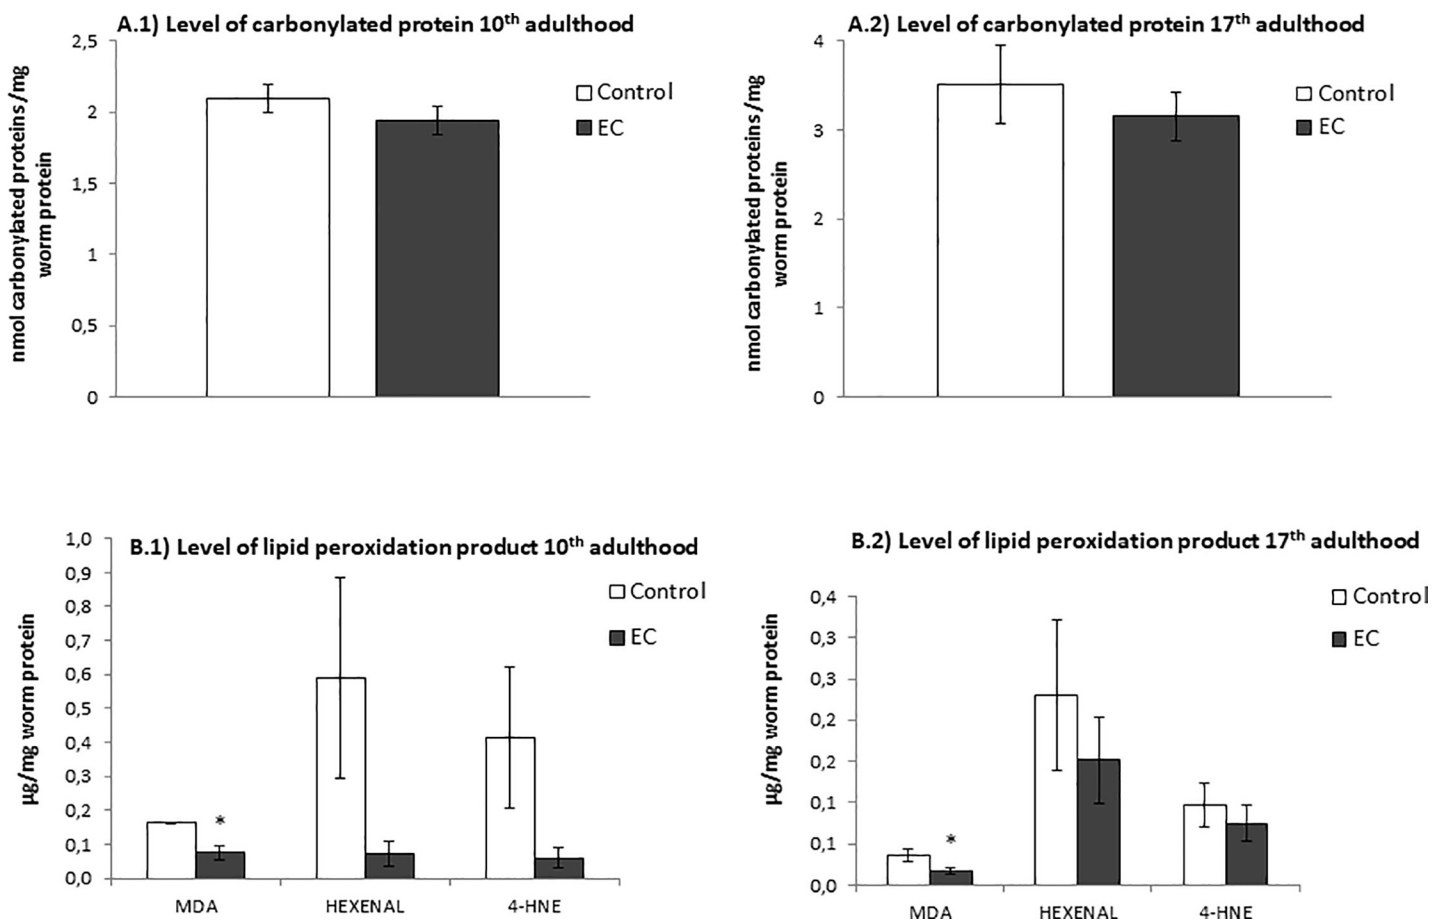 A.1) Level of carbonylated protein 10th adulthood
nmol carbonylated proteins /mg
worm protein
2,5
2
1,5
1
0,5
0
Control
EC
A.2) Level of carbonylated protein 17th adulthood
nmol carbonylated proteins /mg
worm protein
4
3
2
1
0
Control
EC
B.1) Level of lipid peroxidation product 10th adulthood
µg/mg worm protein
1,0
0,9
0,8
0,7
0,6
0,5
0,4
0,3
0,2
0,1
0,0
Control
EC
*
MDA HEXENAL 4-HNE
B.2) Level of lipid peroxidation product 17th adulthood
µg/mg worm protein
0,4
0,3
0,3
0,2
0,2
0,1
0,1
0,0
Control
EC
*
MDA HEXENAL 4-HNE